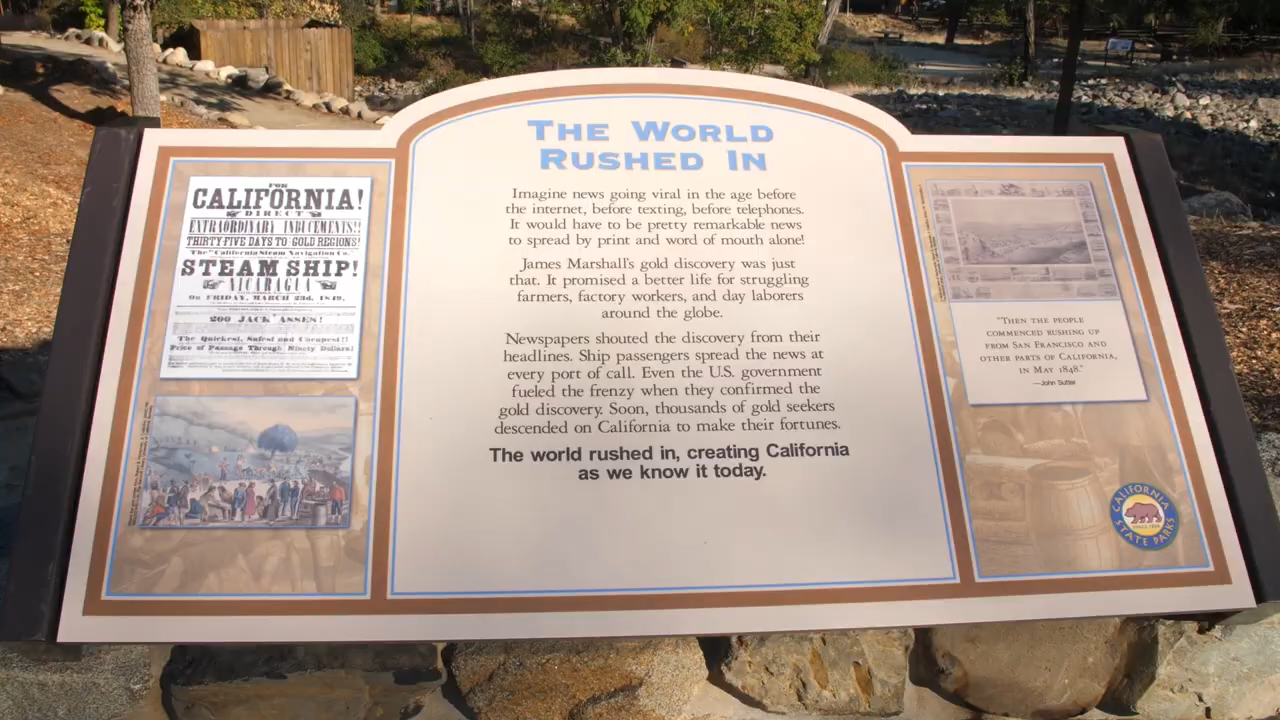 FOR
CALIFORNIA!
DIRECT
EXTRAORDINARY INDUCEMENTS!!
THIRTY-FIVE DAYS TO GOLD REGIONS!
The "California Steam Navigation Co."
STEAM SHIP!
NICARAGUA
On FRIDAY, MARCH 23d, 1849,
200 JACK ASSES!
The Quickest, Safest and Cheapest!!
Price of Passage Through Ninety Dollars!
THE WORLD
RUSHED IN
Imagine news going viral in the age before
the internet, before texting, before telephones.
It would have to be pretty remarkable news
to spread by print and word of mouth alone!
James Marshall's gold discovery was just
that. It promised a better life for struggling
farmers, factory workers, and day laborers
around the globe.
Newspapers shouted the discovery from their
headlines. Ship passengers spread the news at
every port of call. Even the U.S. government
fueled the frenzy when they confirmed the
gold discovery. Soon, thousands of gold seekers
descended on California to make their fortunes.
The world rushed in, creating California
as we know it today.
"THEN THE PEOPLE
COMMENCED RUSHING UP
FROM SAN FRANCISCO AND
OTHER PARTS OF CALIFORNIA,
IN MAY 1848."
—John Sutter
CALIFORNIA
STATE PARKS